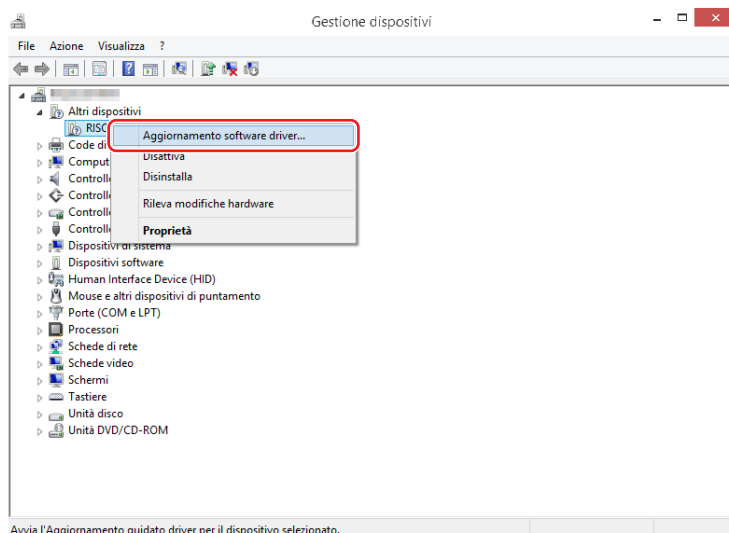 Gestione dispositivi
File Azione Visualizza ?
Altri dispositivi
RISO
Aggiornamento software driver...
Code di
Disattiva
Comput
Disinstalla
Controlle
Controlle
Rileva modifiche hardware
Controlle
Controlle
Proprietà
Dispositivi di sistema
Dispositivi software
Human Interface Device (HID)
Mouse e altri dispositivi di puntamento
Porte (COM e LPT)
Processori
Schede di rete
Schede video
Schermi
Tastiere
Unità disco
Unità DVD/CD-ROM
Avvia l'Aggiornamento guidato driver per il dispositivo selezionato.